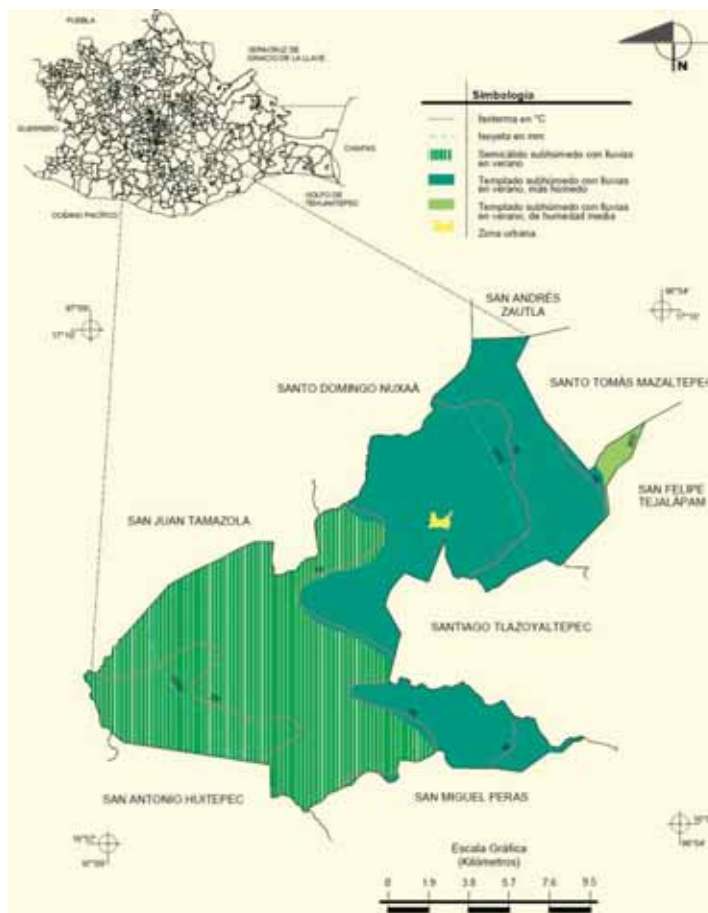 PUEBLA
VERACRUZ DE
IGNACIO DE LA LLAVE
GUERRERO
CHIAPAS
GOLFO DE
TEHUANTEPEC
OCÉANO PACÍFICO
N
Simbología
Isoterma en °C
Isoyeta en mm
Semicálido subhúmedo con lluvias
en verano
Templado subhúmedo con lluvias
en verano, más húmedo
Templado subhúmedo con lluvias
en verano, de humedad media
Zona urbana
SAN ANDRÉS
ZAUTLA
SANTO DOMINGO NUXAÁ
SANTO TOMÁS MAZALTEPEC
SAN FELIPE
TEJALÁPAM
SAN JUAN TAMAZOLA
SANTIAGO TLAZOYALTEPEC
SAN ANTONIO HUITEPEC
SAN MIGUEL PERAS
Escala Gráfica
(Kilómetros)
0 1.9 3.8 5.7 7.6 9.5